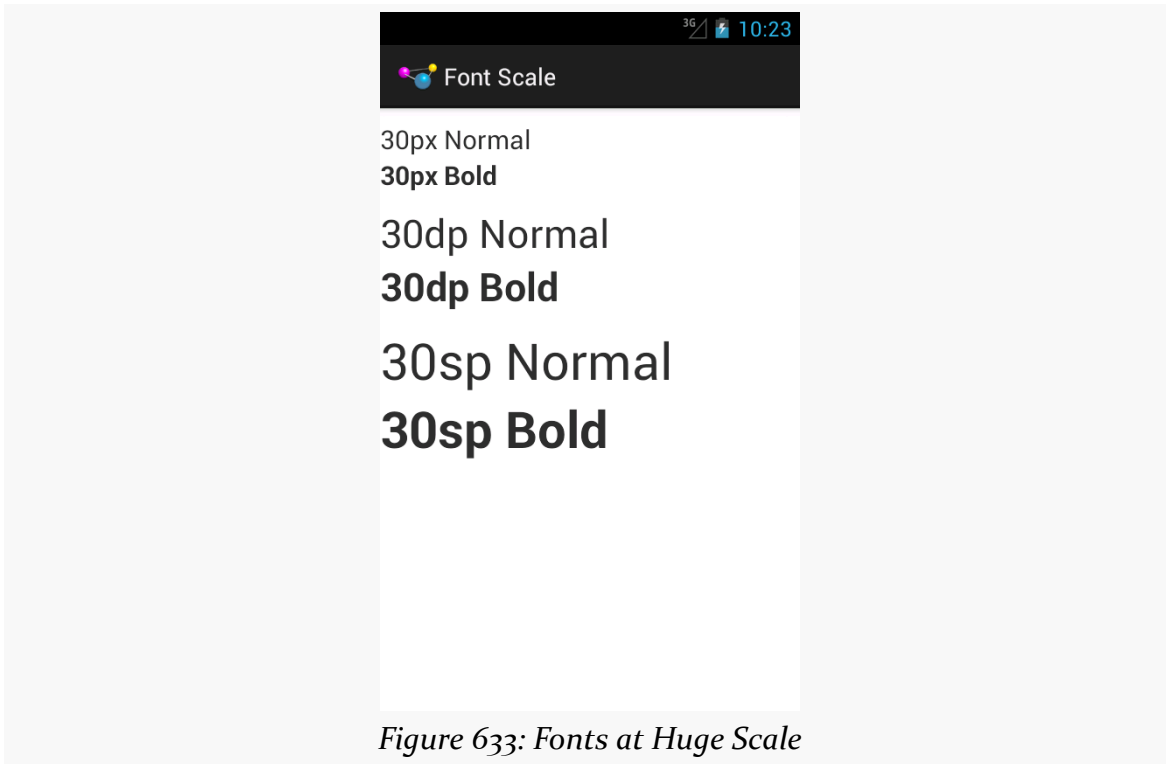 3G 10:23
Font Scale
30px Normal
30px Bold
30dp Normal
30dp Bold
30sp Normal
30sp Bold
Figure 633: Fonts at Huge Scale